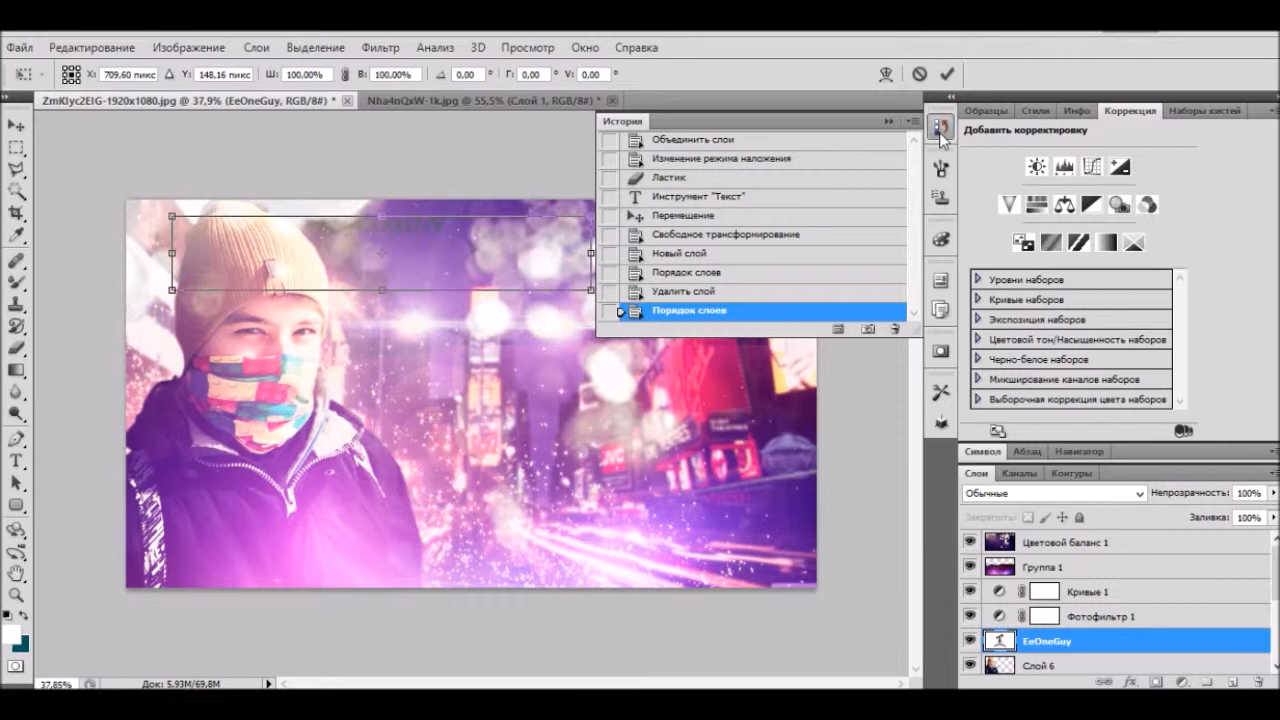 Файл Редактирование Изображение Слои Выделение Фильтр Анализ 3D Просмотр Окно Справка
X: 709,60 пикс Y: 148,16 пикс Ш: 100,00% В: 100,00% 0,00 ° Г: 0,00 ° V: 0,00 °
ZmKlyc2EIG-1920x1080.jpg @ 37,9% (EeOneGuy, RGB/8#) * Nha4nQxW-1k.jpg @ 55,5% (Слой 1, RGB/8#) *
История
Объединить слои
Изменение режима наложения
Ластик
Инструмент "Текст"
Перемещение
Свободное трансформирование
Новый слой
Порядок слоев
Удалить слой
Порядок слоев
Образцы Стили Инфо Коррекция Наборы кистей
Добавить корректировку
Уровни наборов
Кривые наборов
Экспозиция наборов
Цветовой тон/Насыщенность наборов
Черно-белое наборов
Микширование каналов наборов
Выборочная коррекция цвета наборов
Символ Абзац Навигатор
Слои Каналы Контуры
Обычные Непрозрачность: 100%
Закрепить: Заливка: 100%
Цветовой баланс 1
Группа 1
Кривые 1
Фотофильтр 1
EeOneGuy
Слой 6
37,85% Док: 5,93M/69,8M